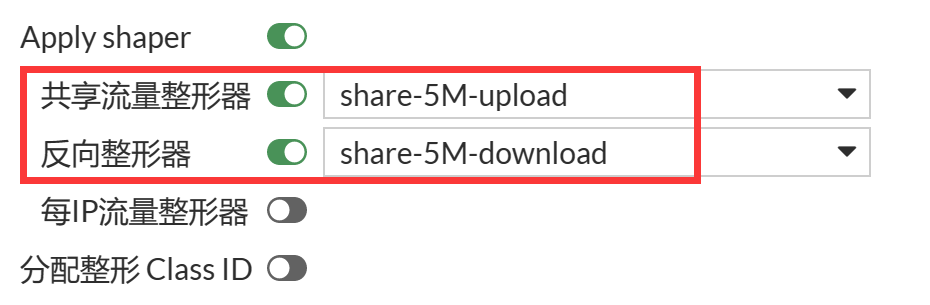 Apply shaper
共享流量整形器 share-5M-upload
反向整形器 share-5M-download
每IP流量整形器
分配整形 Class ID